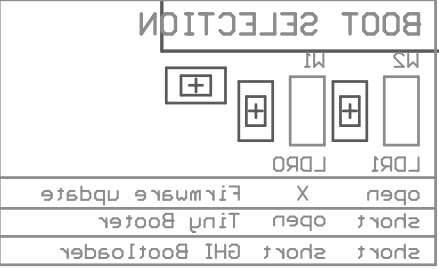 BOOT SELECTION
W2 W1
LDR1 LDR0
open X Firmware update
short open Tiny Booter
short short GHI Bootloader